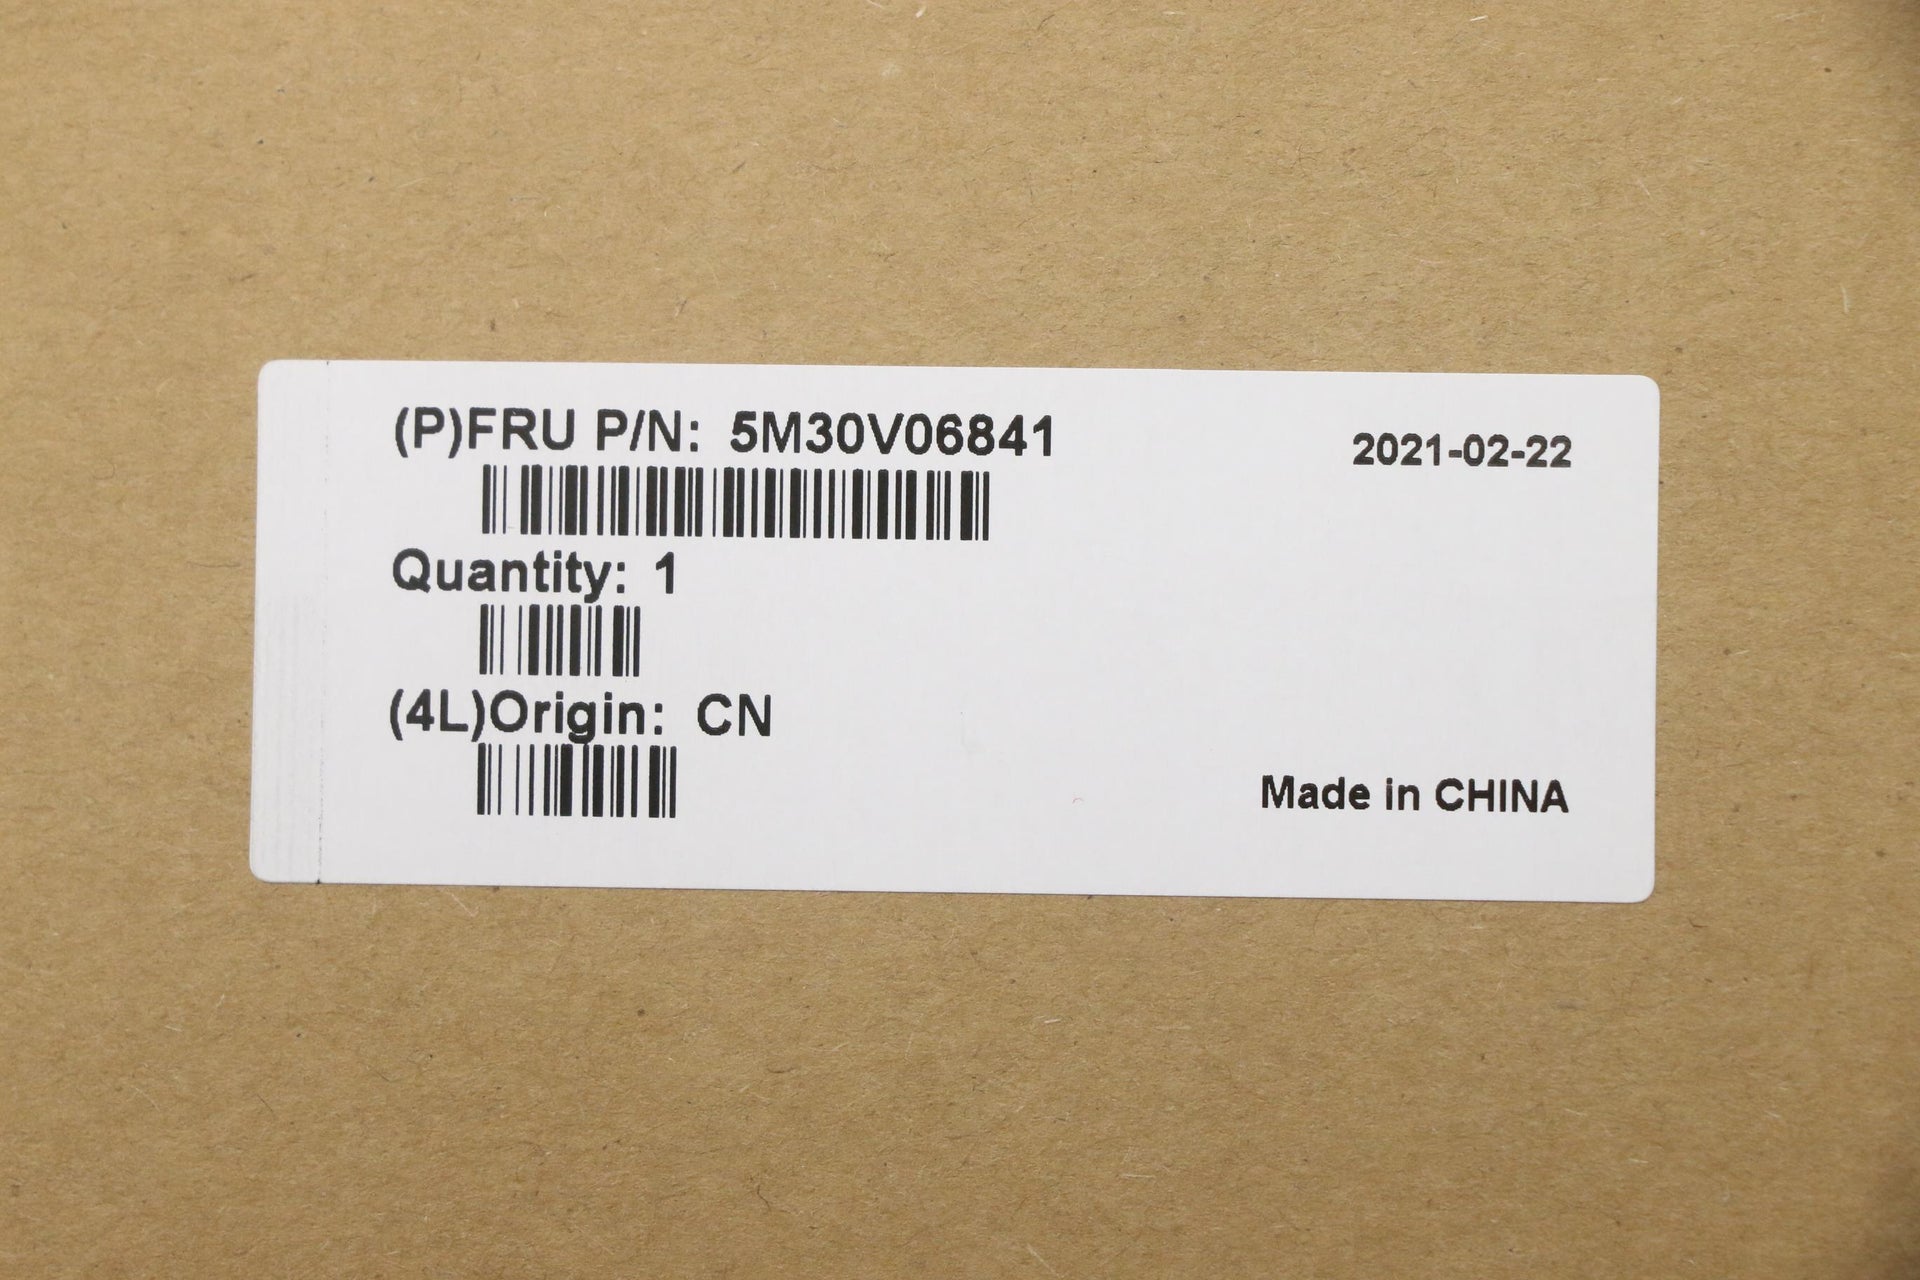 (P)FRU P/N: 5M30V06841
2021-02-22
Quantity: 1
(4L)Origin: CN
Made in CHINA